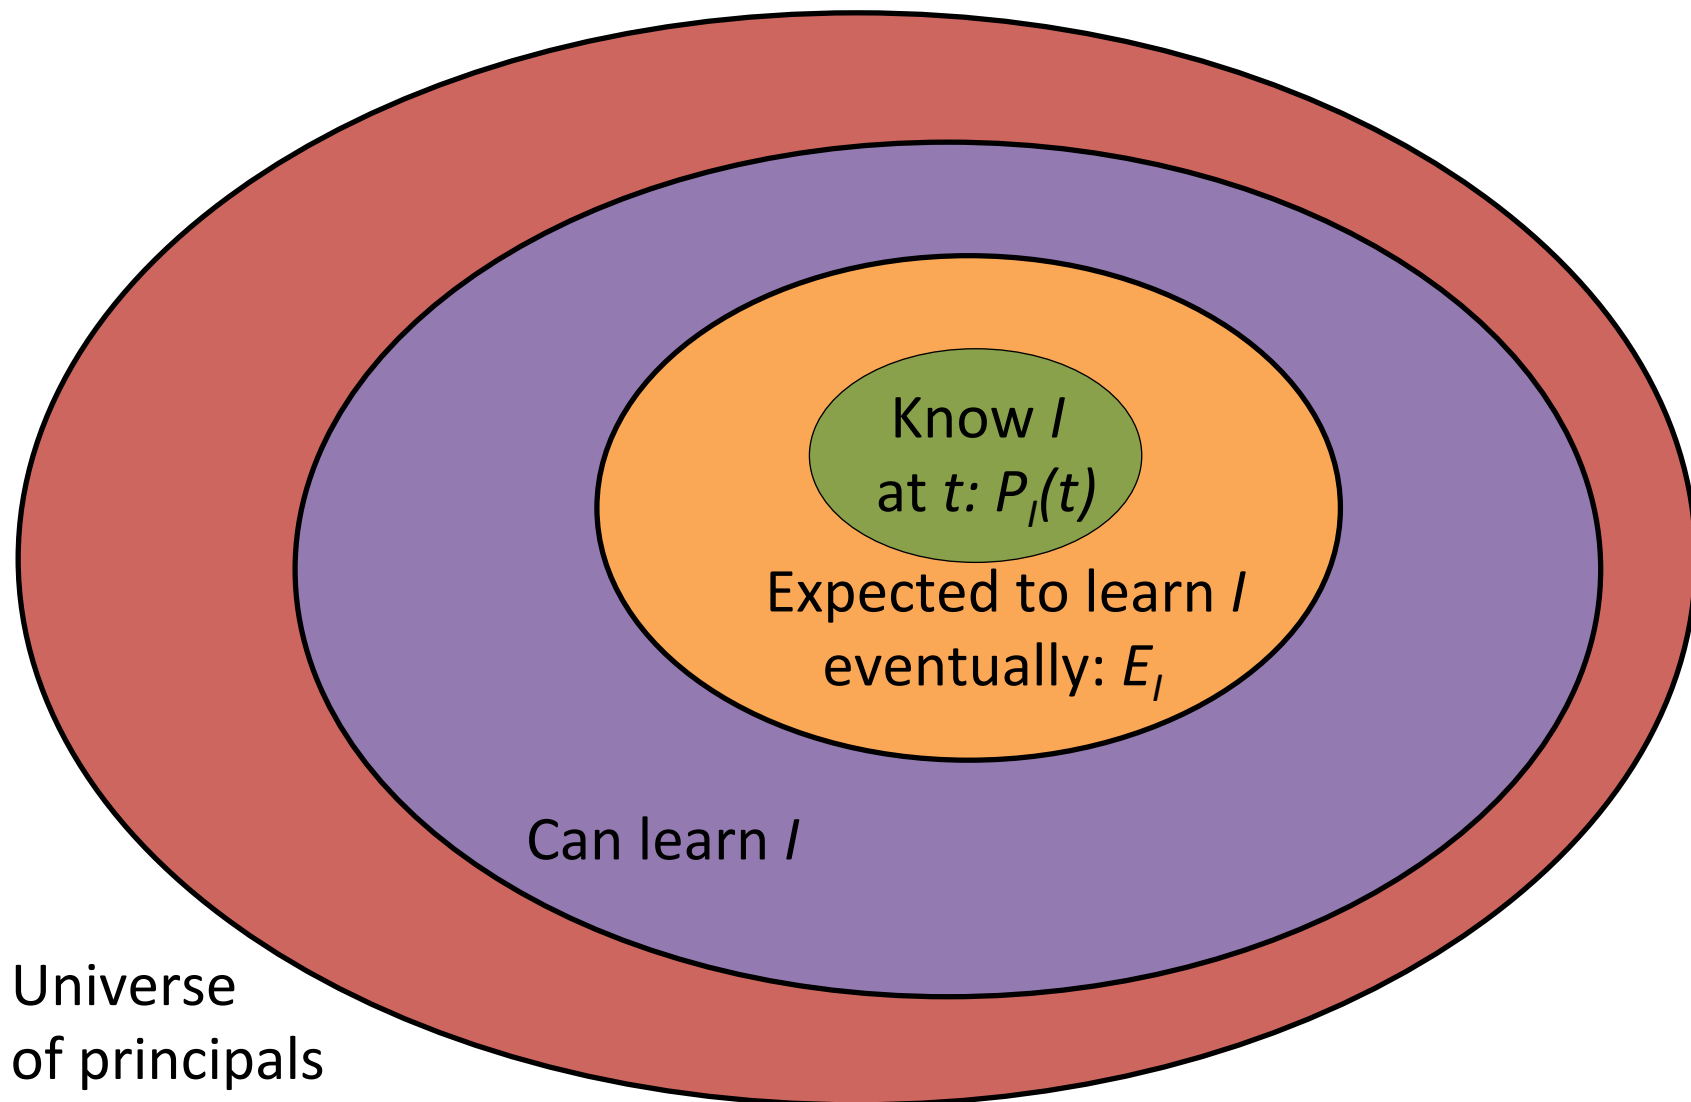 Know I
at t: P_I(t)
Expected to learn I
eventually: E_I
Can learn I
Universe
of principals